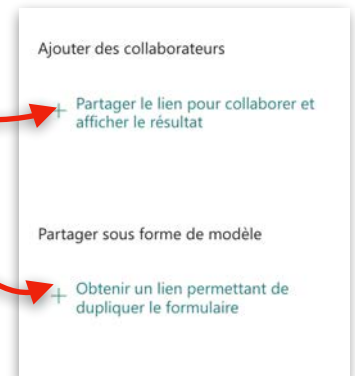 Ajouter des collaborateurs
+ Partager le lien pour collaborer et
afficher le résultat
Partager sous forme de modèle
+ Obtenir un lien permettant de
dupliquer le formulaire